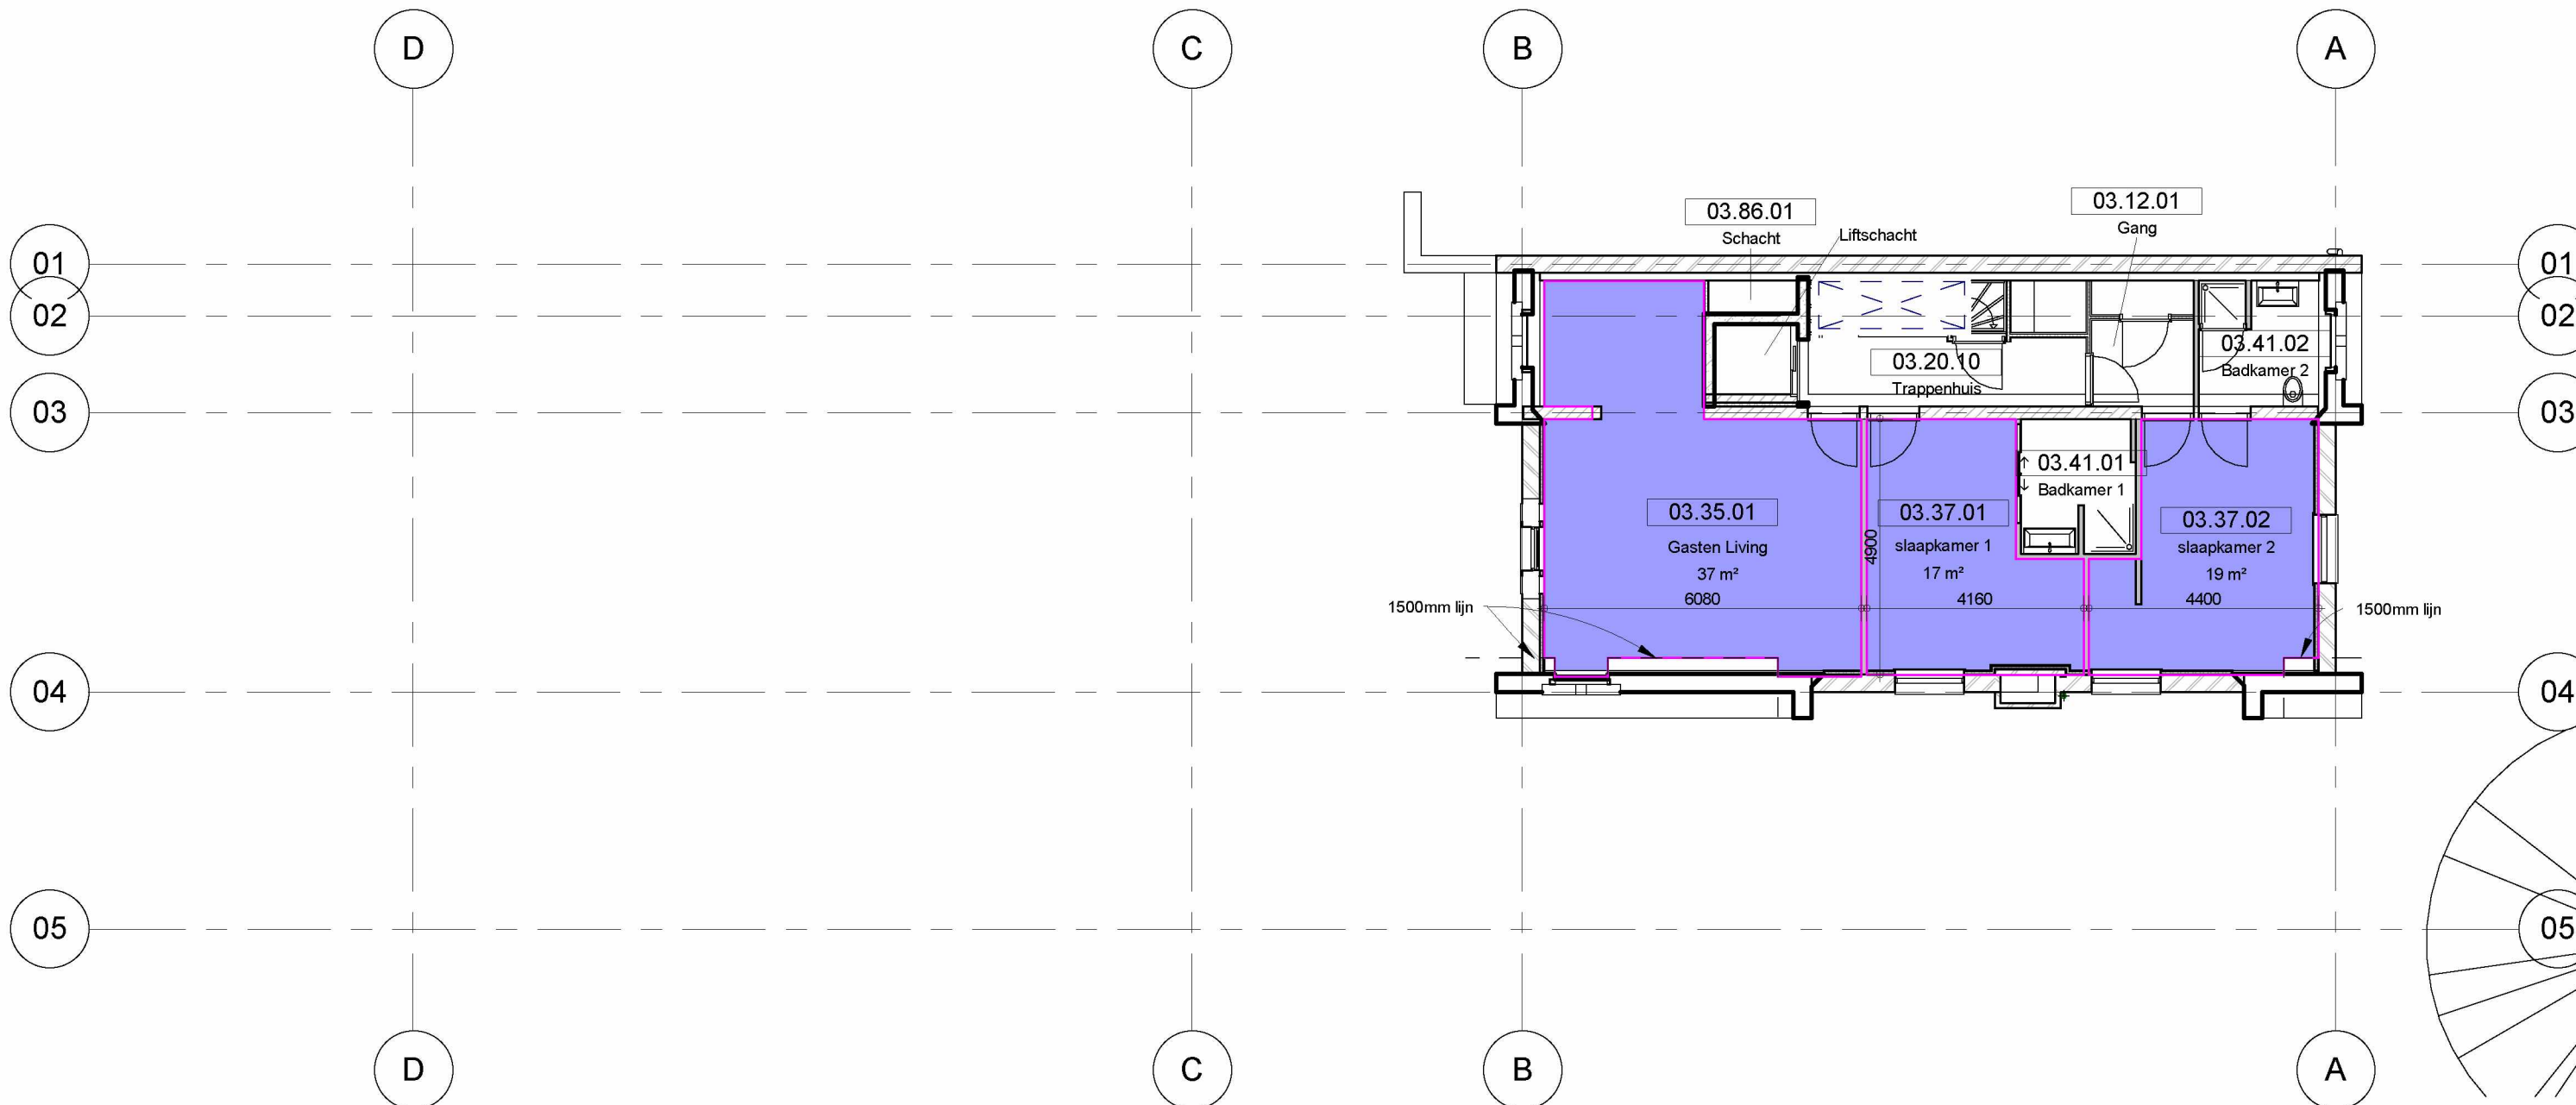 D
C
B
A
03.86.01
Schacht
Liftschacht
03.12.01
Gang
01
01
02
02
03.41.02
Badkamer 2
03.20.10
Trappenhuis
03
03
03.41.01
Badkamer 1
03.35.01
Gasten Living
37 m²
6080
4900
03.37.01
slaapkamer 1
17 m²
4160
03.37.02
slaapkamer 2
19 m²
4400
1500mm lijn
1500mm lijn
04
04
05
05
D
C
B
A